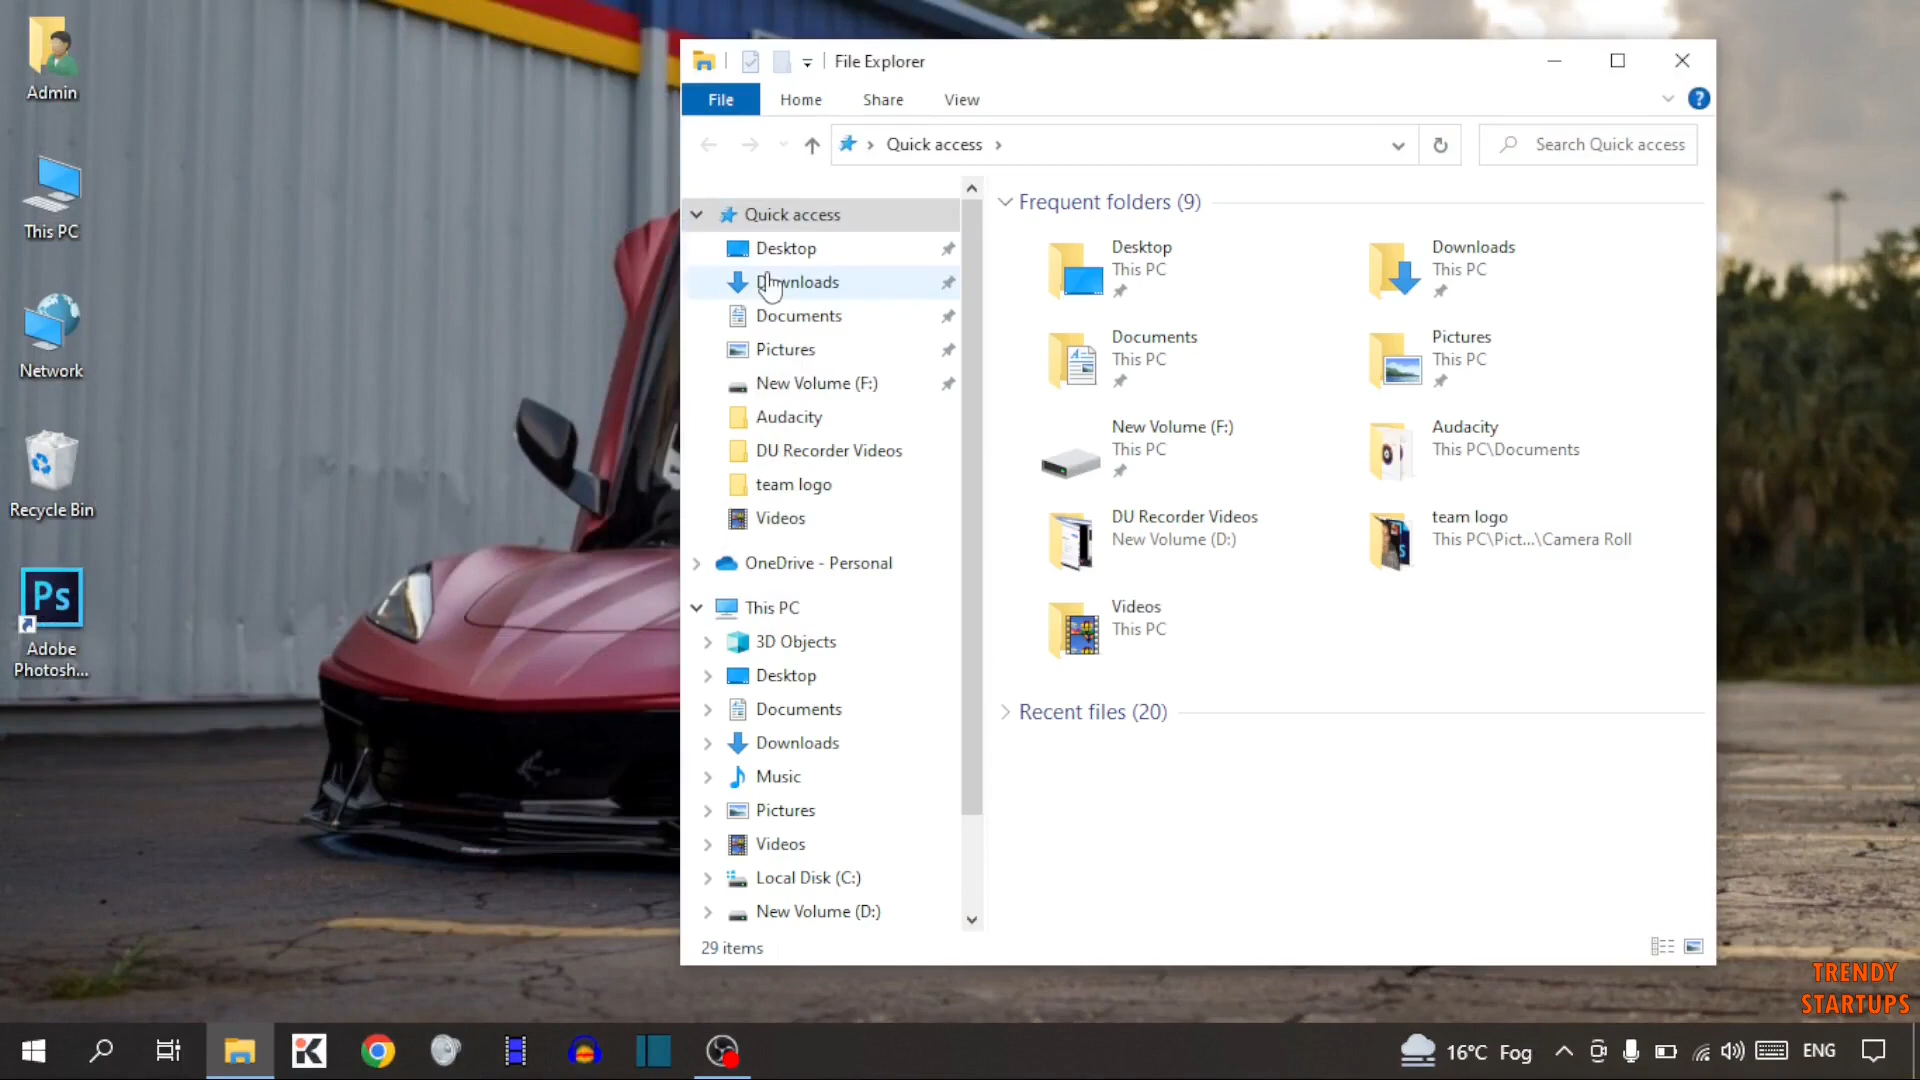 Admin
This PC
Network
Recycle Bin
Ps
Adobe
Photosh...
File Explorer
File
Home
Share
View
?
Quick access
Search Quick access
Quick access
Desktop
Downloads
Documents
Pictures
New Volume (F:)
Audacity
DU Recorder Videos
team logo
Videos
OneDrive - Personal
This PC
3D Objects
Desktop
Documents
Downloads
Music
Pictures
Videos
Local Disk (C:)
New Volume (D:)
29 items
Frequent folders (9)
Desktop
This PC
Downloads
This PC
Documents
This PC
Pictures
This PC
New Volume (F:)
This PC
Audacity
This PC\Documents
DU Recorder Videos
New Volume (D:)
team logo
This PC\Pict...\Camera Roll
Videos
This PC
Recent files (20)
TRENDY
STARTUPS
K
16°C Fog
ENG